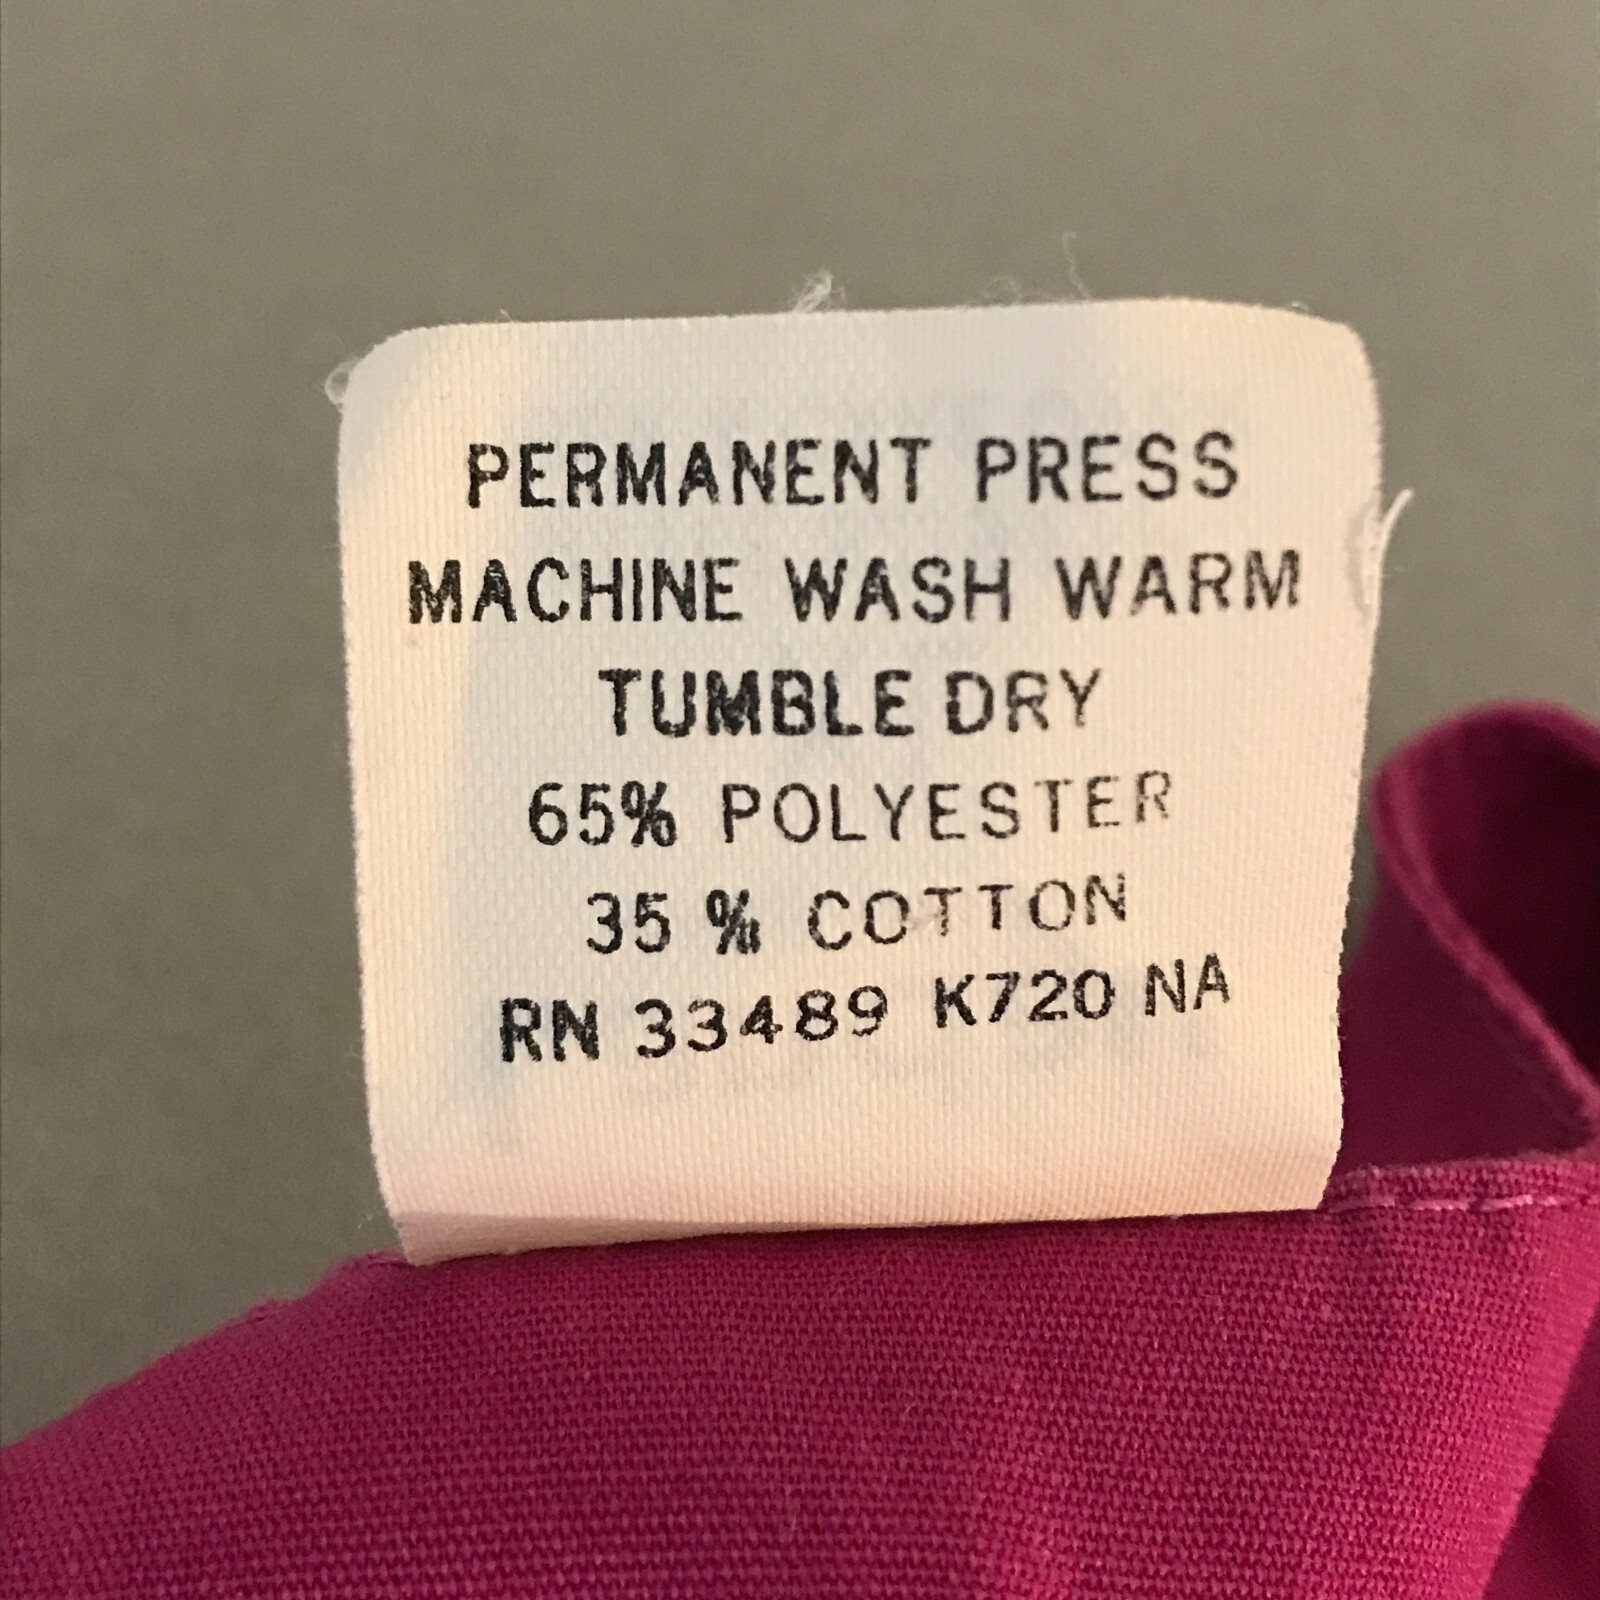 PERMANENT PRESS
MACHINE WASH WARM
TUMBLE DRY
65% POLYESTER
35 % COTTON
RN 33489 K720 NA